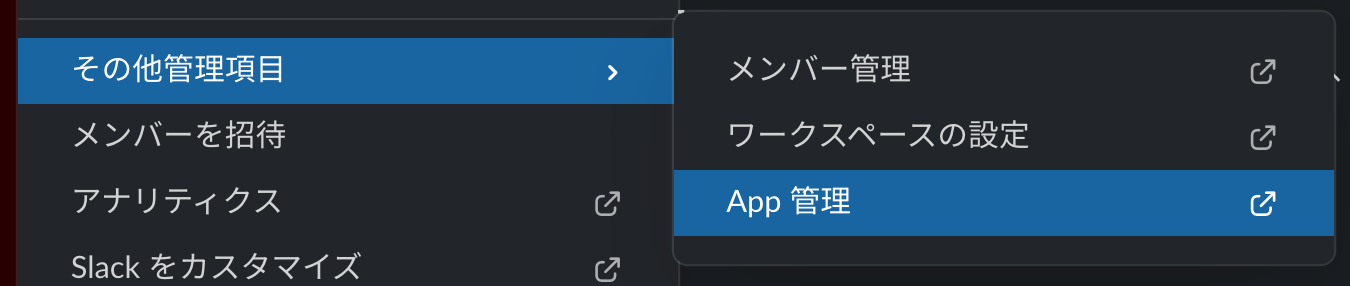 その他管理項目
メンバーを招待
アナリティクス
Slack をカスタマイズ
メンバー管理
ワークスペースの設定
App 管理